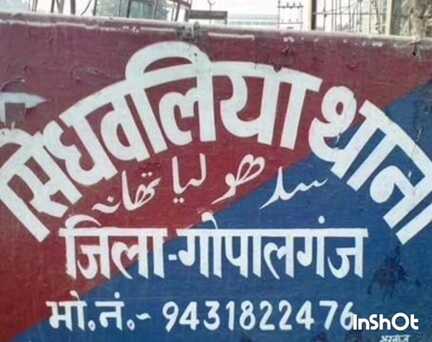 सिधवलिया थाना
سدھولیا تھانہ
जिला-गोपालगंज
मो.नं.- 9431822476
InShOt